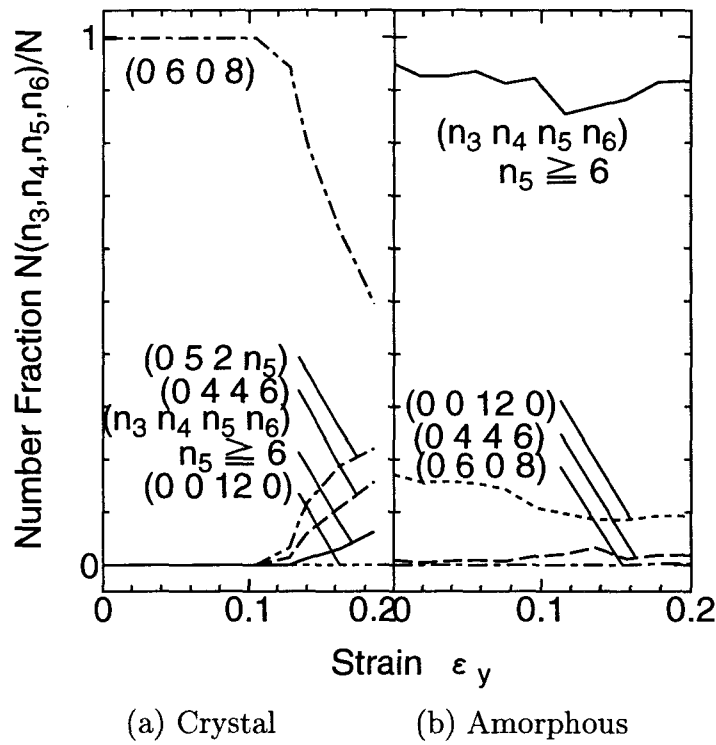 Number Fraction N(n3,n4,n5,n6)/N
1
0
(0 6 0 8)
(0 5 2 n5)
(0 4 4 6)
(n3 n4 n5 n6)
n5 ≧ 6
(0 0 12 0)
(n3 n4 n5 n6)
n5 ≧ 6
(0 0 12 0)
(0 4 4 6)
(0 6 0 8)
0 0.1 0.2 0 0.1 0.2
Strain εy
(a) Crystal (b) Amorphous